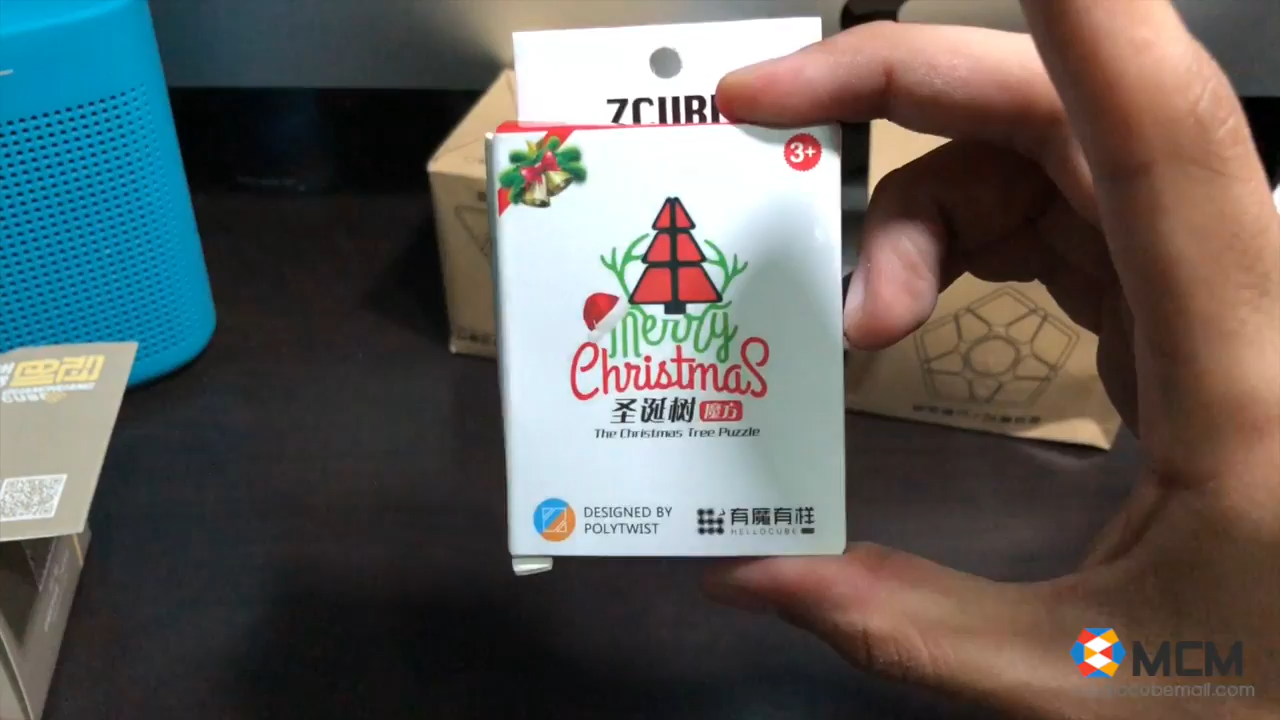 ZCUBE
3+
Merry
Christmas
圣诞树 魔方
The Christmas Tree Puzzle
DESIGNED BY
POLYTWIST
有魔有样
HELLOCUBE
MCM